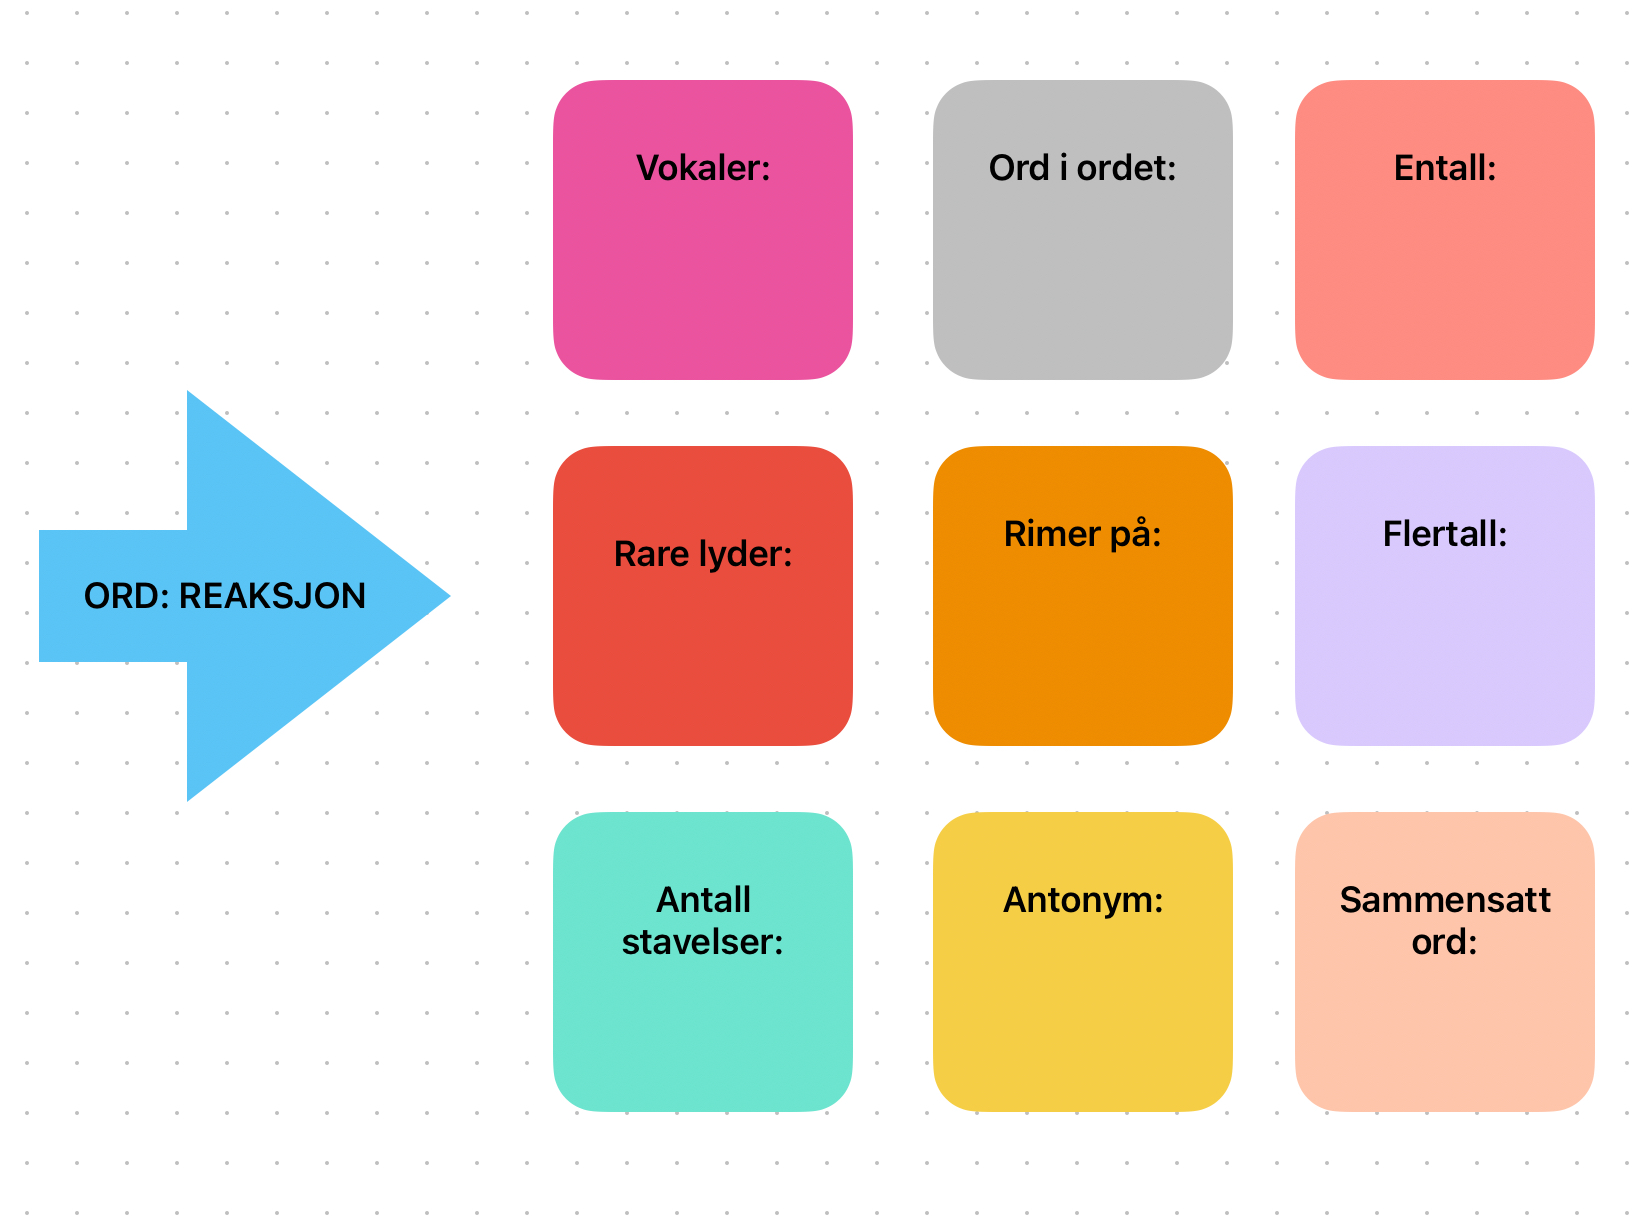 Vokaler:
Ord i ordet:
Entall:
ORD: REAKSJON
Rare lyder:
Rimer på:
Flertall:
Antall
stavelser:
Antonym:
Sammensatt
ord: